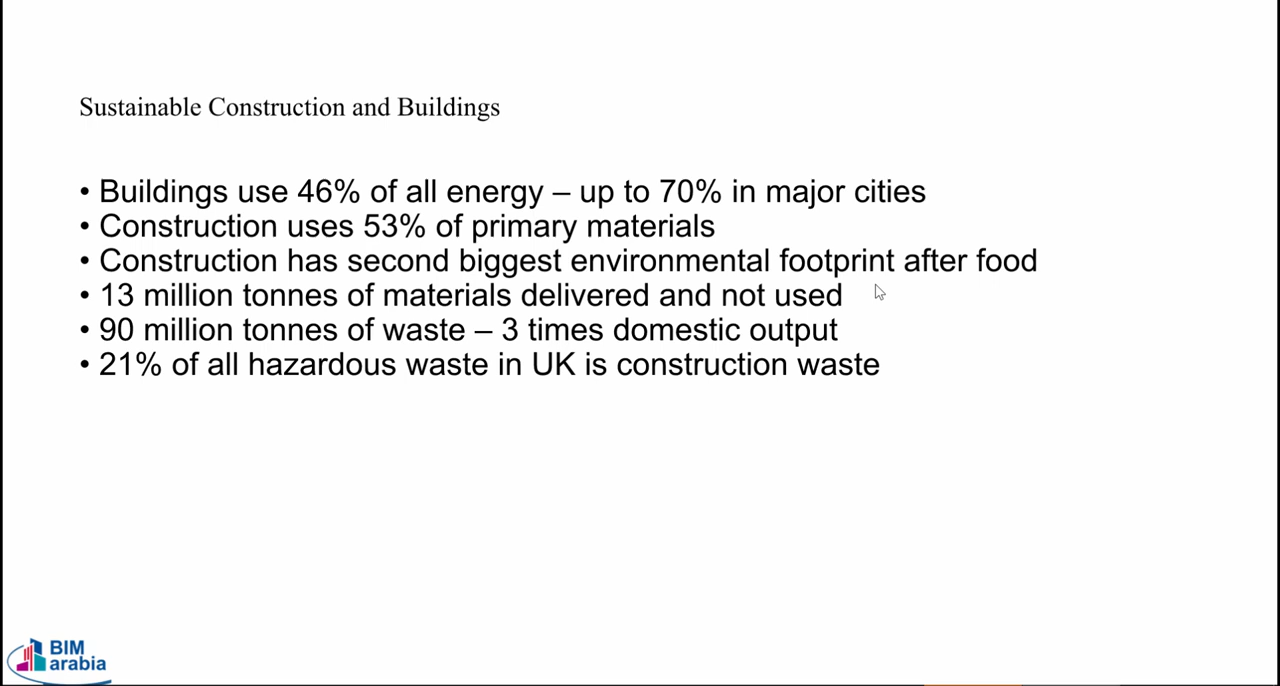 Sustainable Construction and Buildings
• Buildings use 46% of all energy – up to 70% in major cities
• Construction uses 53% of primary materials
• Construction has second biggest environmental footprint after food
• 13 million tonnes of materials delivered and not used
• 90 million tonnes of waste – 3 times domestic output
• 21% of all hazardous waste in UK is construction waste
BIM
arabia